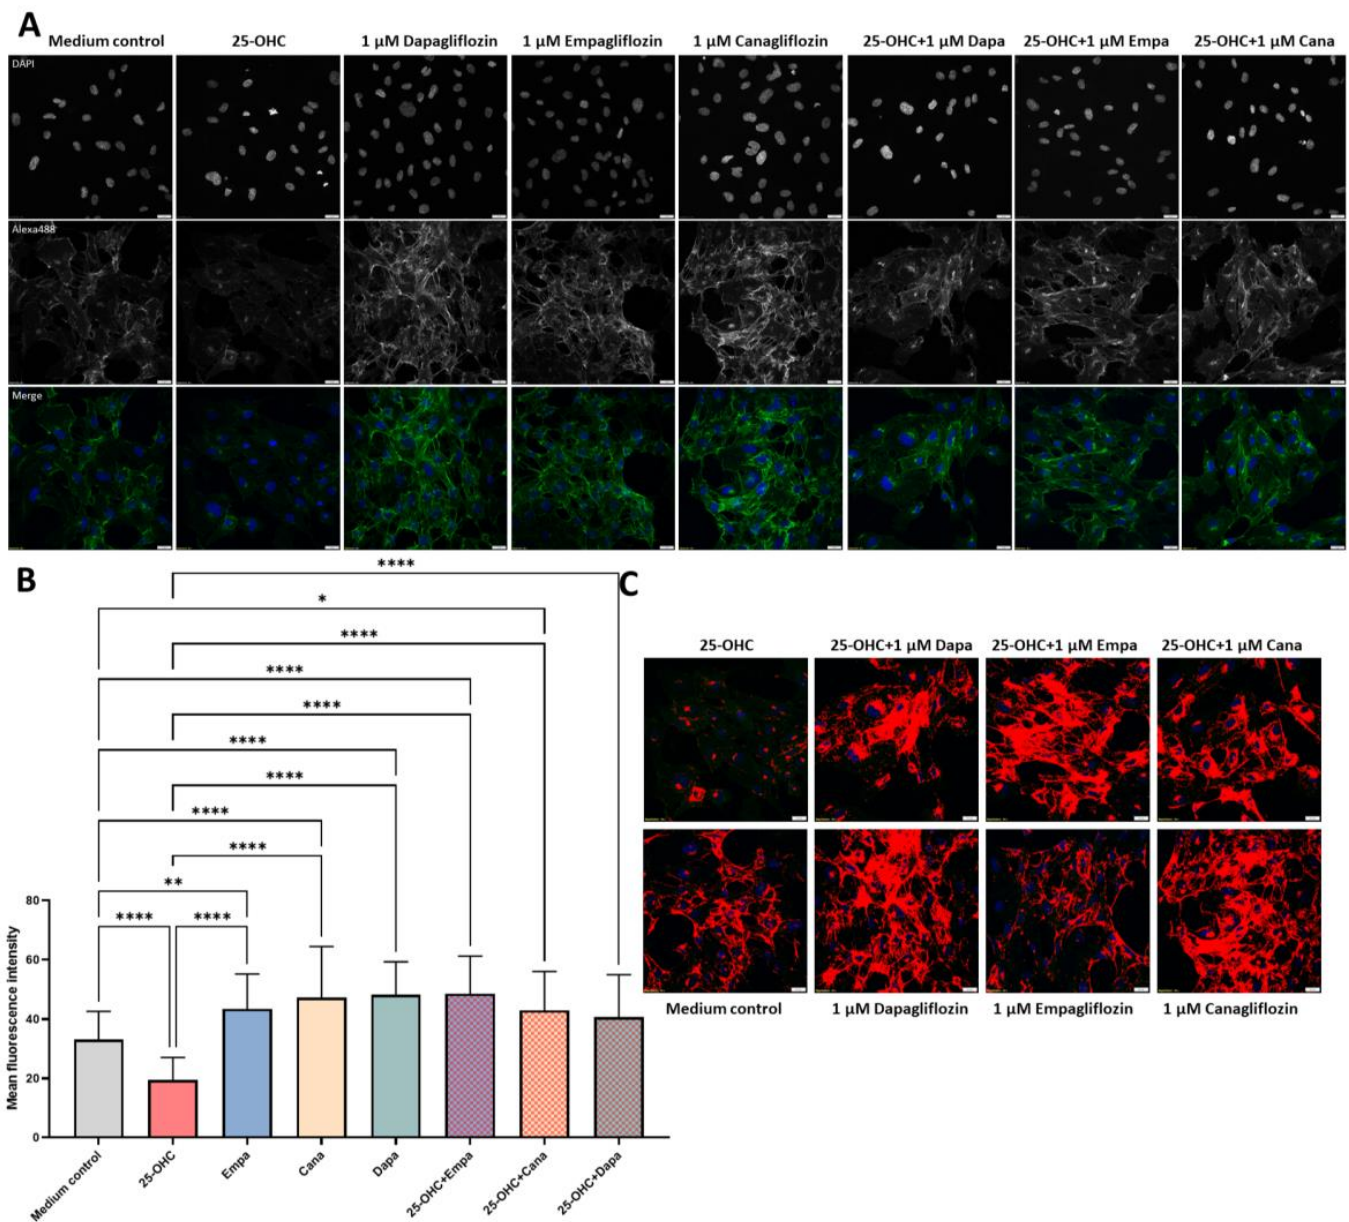 A
Medium control 25-OHC 1 µM Dapagliflozin 1 µM Empagliflozin 1 µM Canagliflozin 25-OHC+1 µM Dapa 25-OHC+1 µM Empa 25-OHC+1 µM Cana
DAPI
Alexa488
Merge
B
****
*
****
****
****
****
****
****
****
**
**** ****
Mean fluorescence intensity
80
60
40
20
0
Medium control
25-OHC
Empa
Cana
Dapa
25-OHC+Empa
25-OHC+Cana
25-OHC+Dapa
C
25-OHC 25-OHC+1 µM Dapa 25-OHC+1 µM Empa 25-OHC+1 µM Cana
Medium control 1 µM Dapagliflozin 1 µM Empagliflozin 1 µM Canagliflozin